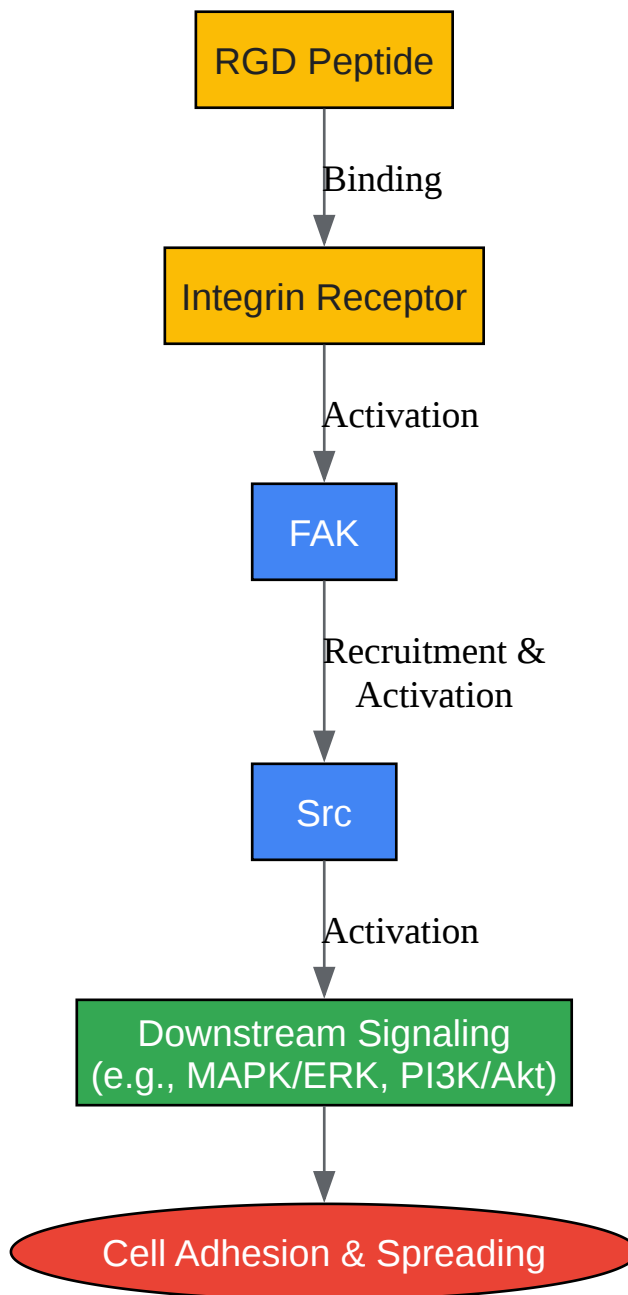 RGD Peptide
Binding
Integrin Receptor
Activation
FAK
Recruitment &
Activation
Src
Activation
Downstream Signaling
(e.g., MAPK/ERK, PI3K/Akt)
Cell Adhesion & Spreading